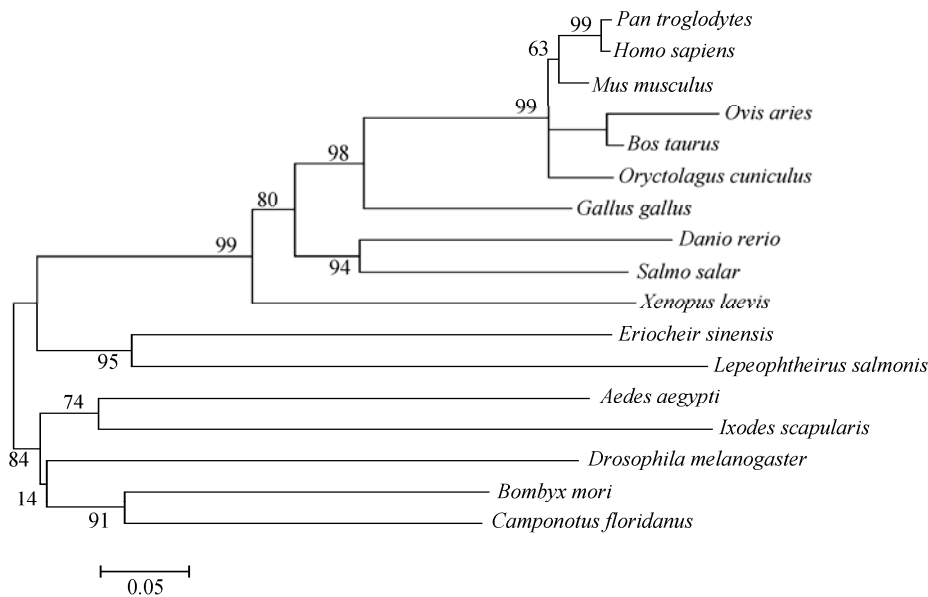 Pan troglodytes
99
Homo sapiens
63
Mus musculus
99
Ovis aries
Bos taurus
Oryctolagus cuniculus
98
Gallus gallus
80
Danio rerio
99
94
Salmo salar
Xenopus laevis
Eriocheir sinensis
95
Lepeophtheirus salmonis
Aedes aegypti
74
Ixodes scapularis
84
Drosophila melanogaster
14
Bombyx mori
91
Camponotus floridanus
0.05